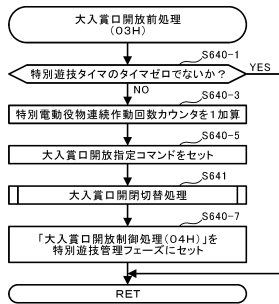 大入賞口開放前処理
(03H)
S640-1
特別遊技タイマのタイマゼロでないか?
YES
NO
S640-3
特別電動役物連続作動回数カウンタを1加算
S640-5
大入賞口開放指定コマンドをセット
S641
大入賞口開閉切替処理
S640-7
「大入賞口開放制御処理(04H)」を
特別遊技管理フェーズにセット
RET